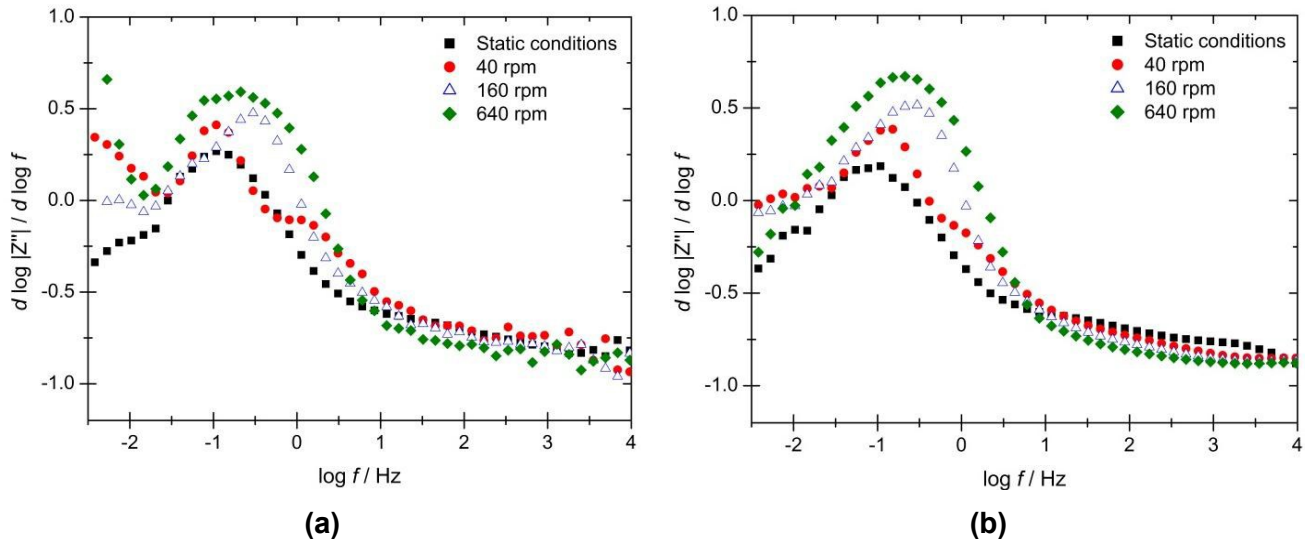 1.0
0.5
0.0
-0.5
-1.0
d log |Z"| / d log f
-2 -1 0 1 2 3 4
log f / Hz
Static conditions
40 rpm
160 rpm
640 rpm
(a)
1.0
0.5
0.0
-0.5
-1.0
d log |Z"| / d log f
-2 -1 0 1 2 3 4
log f / Hz
Static conditions
40 rpm
160 rpm
640 rpm
(b)